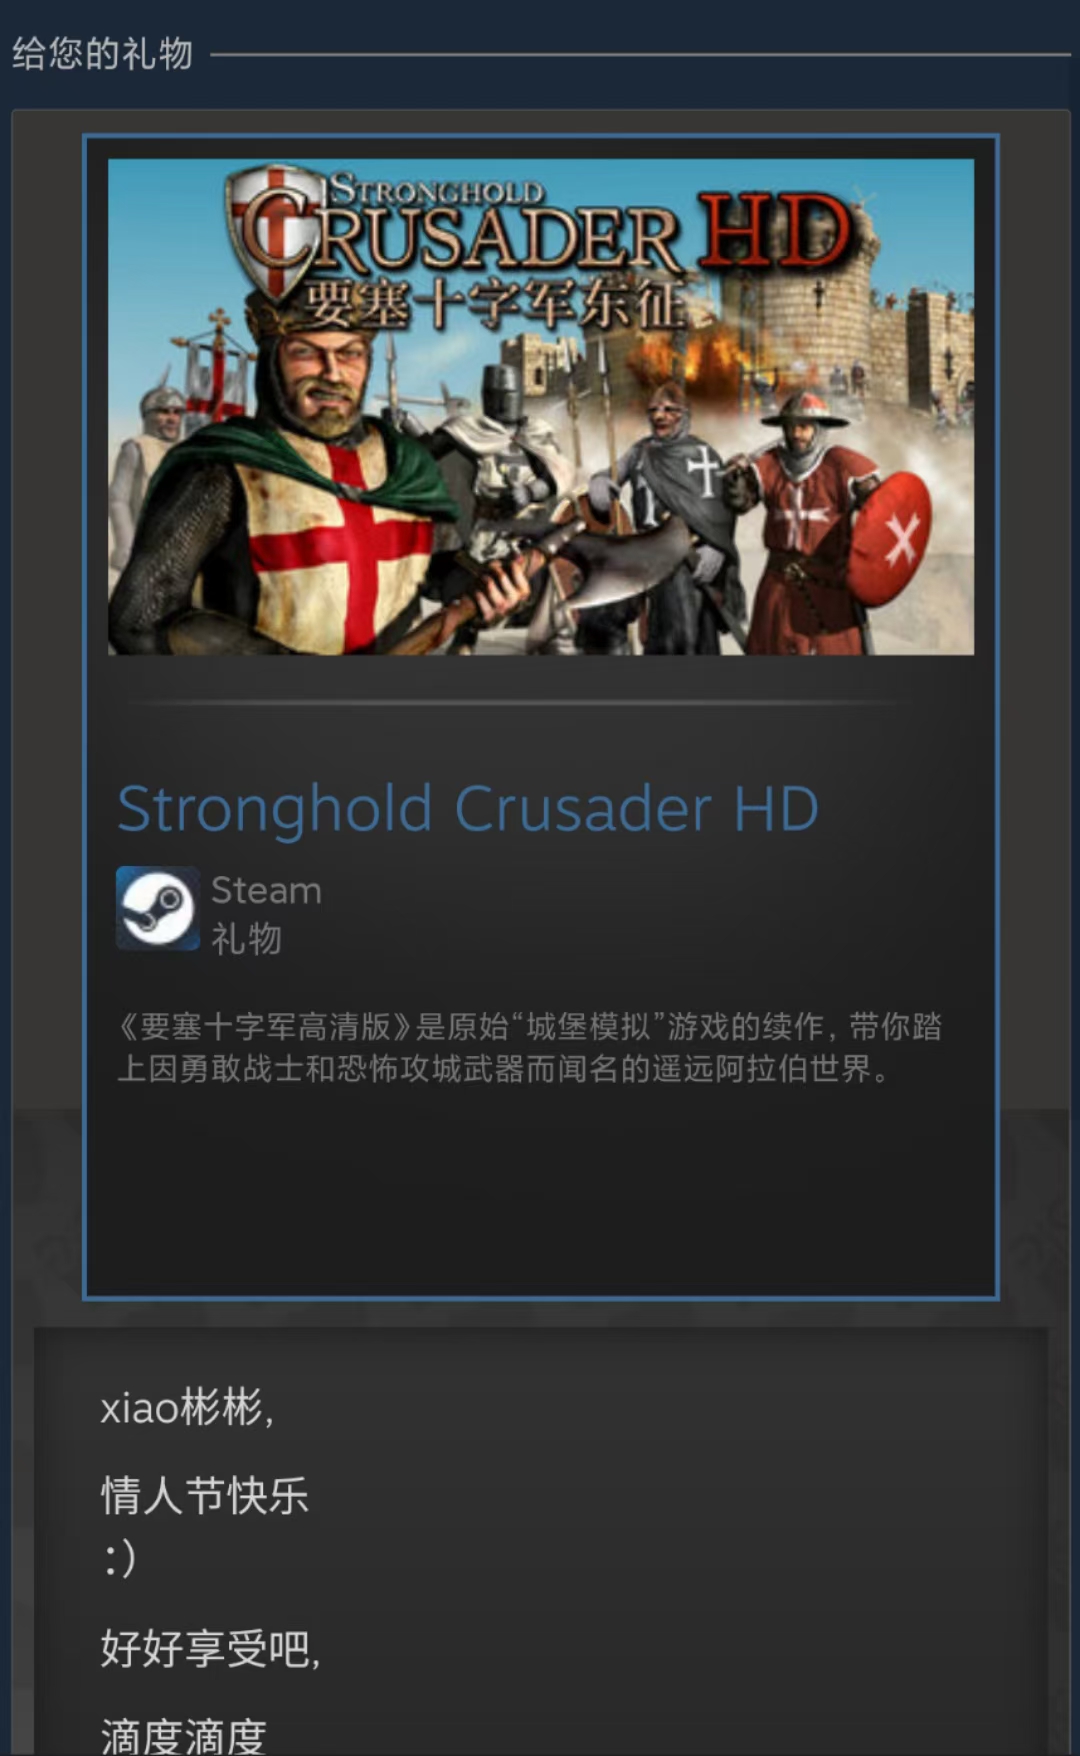 给您的礼物
STRONGHOLD
CRUSADER HD
要塞十字军东征
Stronghold Crusader HD
Steam
礼物
《要塞十字军高清版》是原始“城堡模拟”游戏的续作，带你踏
上因勇敢战士和恐怖攻城武器而闻名的遥远阿拉伯世界。
xiao彬彬,
情人节快乐
:)
好好享受吧,
滴度滴度